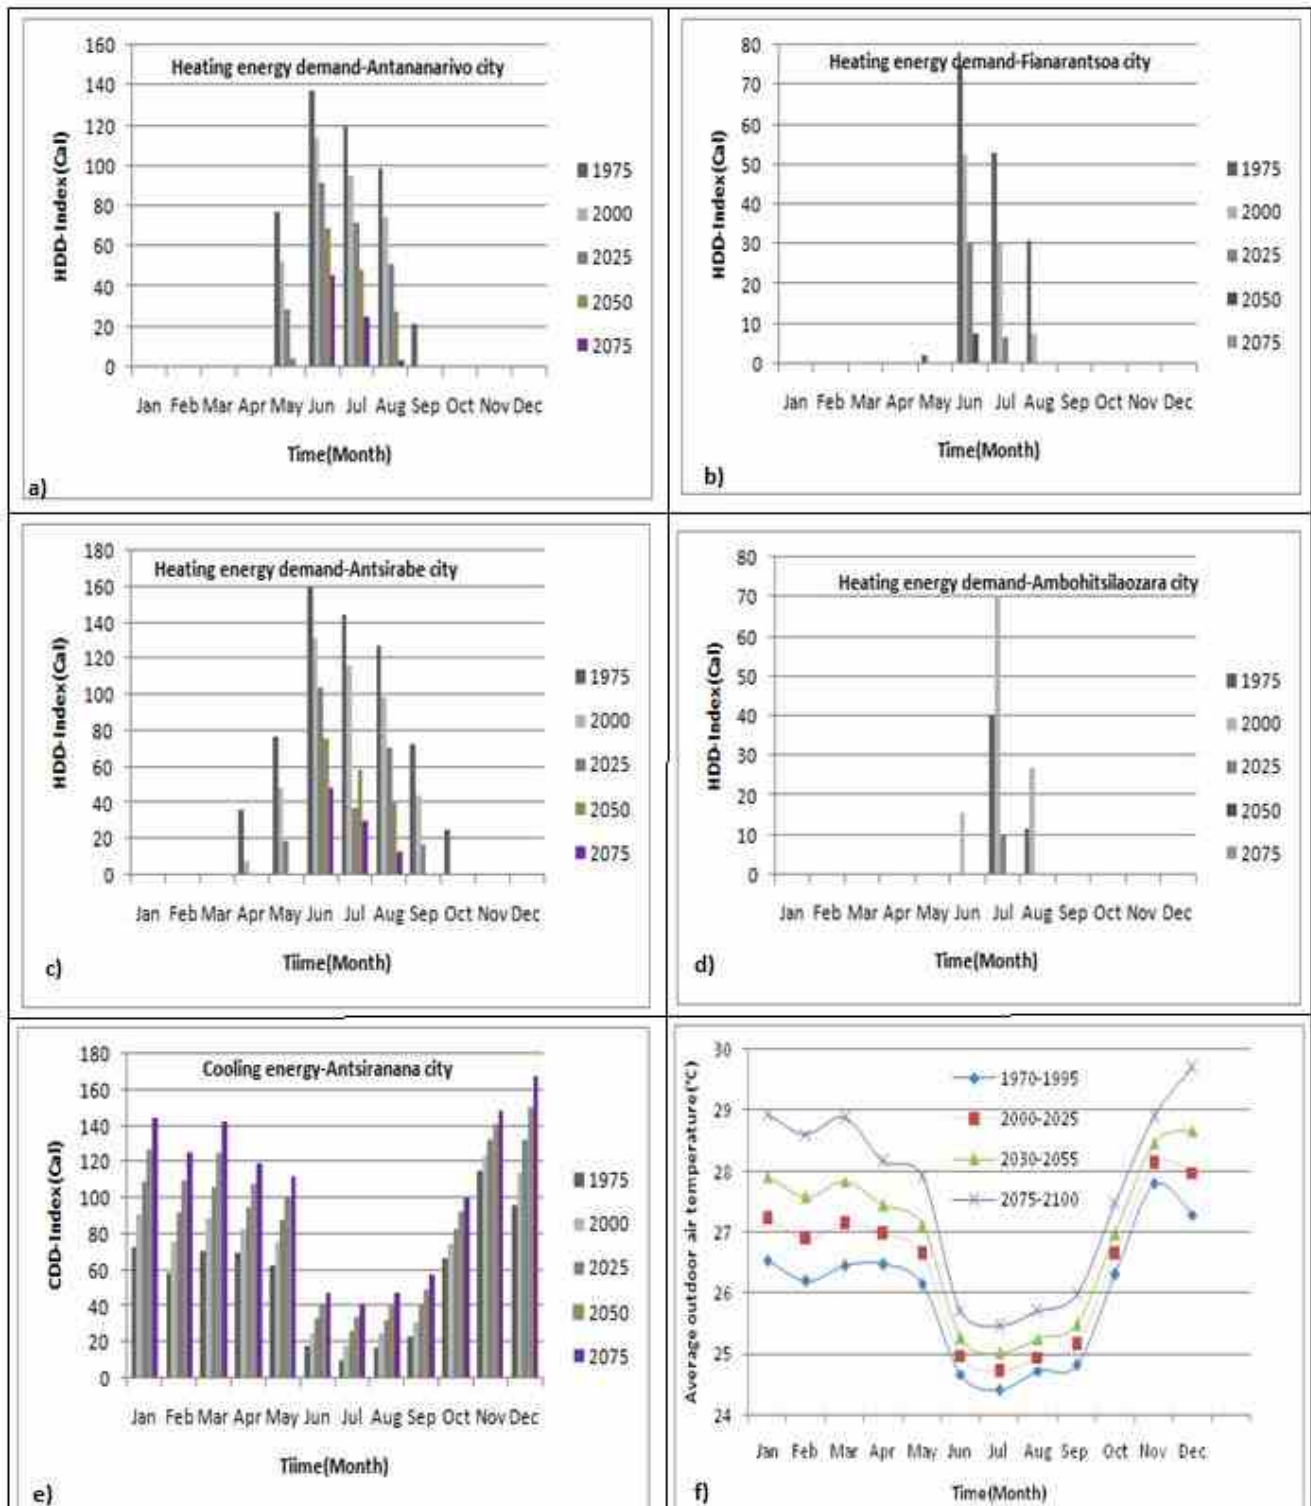 Heating energy demand-Antananarivo city
HDD-Index(Cal)
160
140
120
100
80
60
40
20
0
Jan Feb Mar Apr May Jun Jul Aug Sep Oct Nov Dec
Time(Month)
1975
2000
2025
2050
2075
a)
Heating energy demand-Fianarantsoa city
HDD-Index(Cal)
80
70
60
50
40
30
20
10
0
Jan Feb Mar Apr May Jun Jul Aug Sep Oct Nov Dec
Time(Month)
1975
2000
2025
2050
2075
b)
Heating energy demand-Antsirabe city
HDD-Index(Cal)
180
160
140
120
100
80
60
40
20
0
Jan Feb Mar Apr May Jun Jul Aug Sep Oct Nov Dec
Tiime(Month)
1975
2000
2025
2050
2075
c)
Heating energy demand-Ambohitsilaozara city
HDD-Index(Cal)
80
70
60
50
40
30
20
10
0
Jan Feb Mar Apr May Jun Jul Aug Sep Oct Nov Dec
Time(Month)
1975
2000
2025
2050
2075
d)
Cooling energy-Antsiranana city
CDD-Index(Cal)
180
160
140
120
100
80
60
40
20
0
Jan Feb Mar Apr May Jun Jul Aug Sep Oct Nov Dec
Tiime(Month)
1975
2000
2025
2050
2075
e)
Average outdoor air temperature(°C)
30
29
28
27
26
25
24
1970-1995
2000-2025
2030-2055
2075-2100
Jan Feb Mar Apr May Jun Jul Aug Sep Oct Nov Dec
Time(Month)
f)